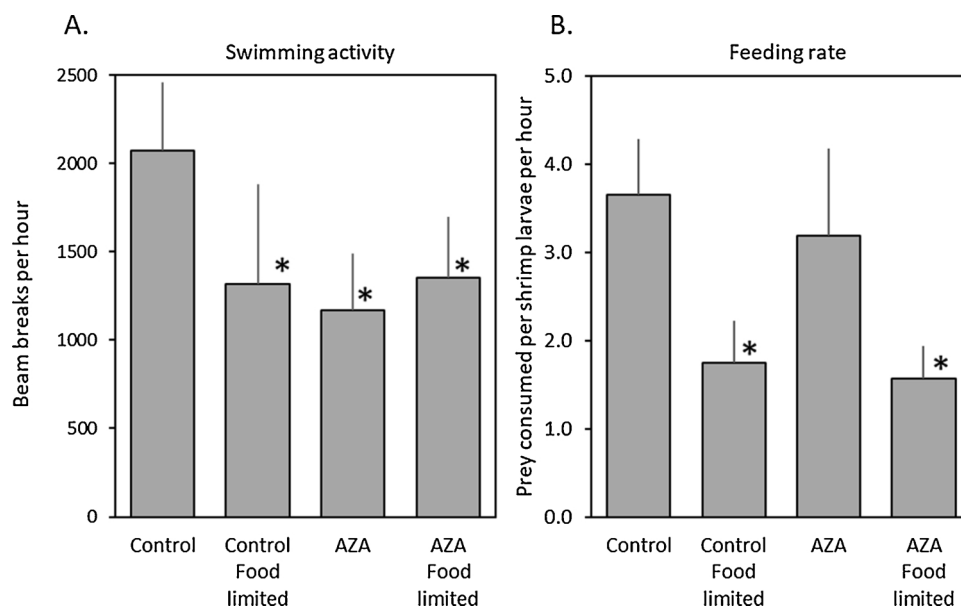 A.
Swimming activity
Beam breaks per hour
2500
2000
1500
1000
500
0
*
*
*
Control
Control
Food
limited
AZA
AZA
Food
limited
B.
Feeding rate
Prey consumed per shrimp larvae per hour
5.0
4.0
3.0
2.0
1.0
0.0
*
*
Control
Control
Food
limited
AZA
AZA
Food
limited